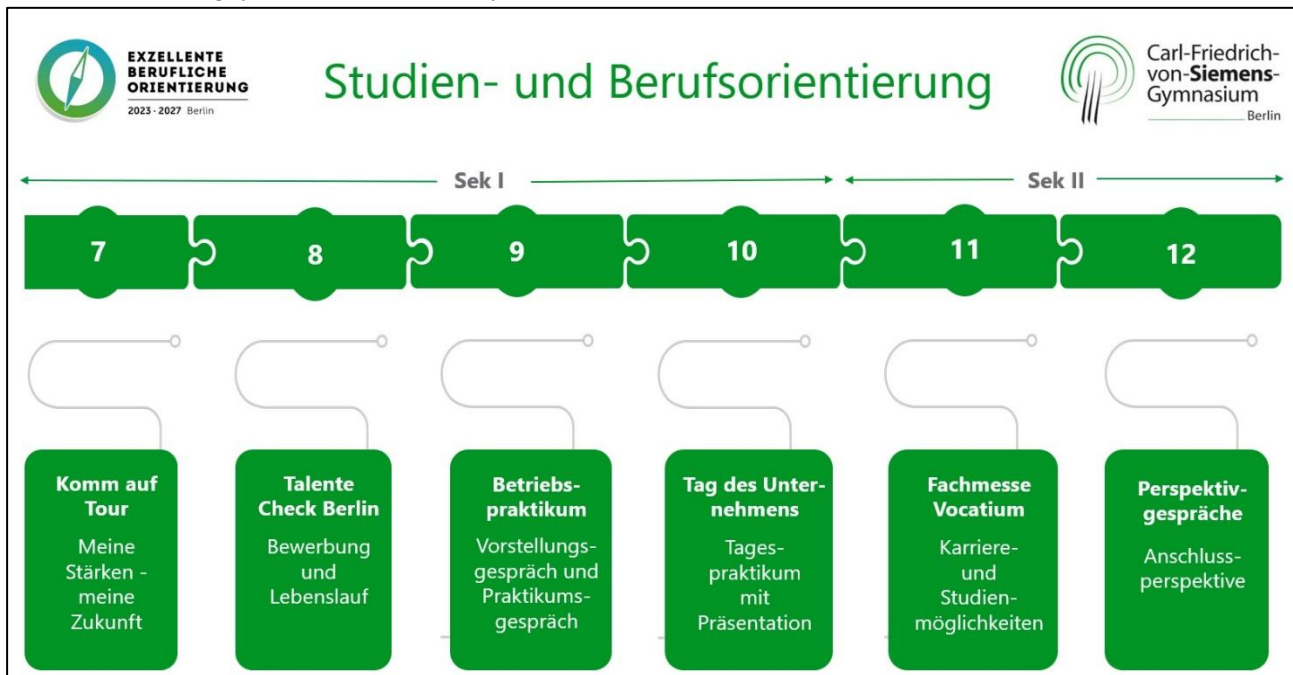 EXZELLENTE
BERUFLICHE
ORIENTIERUNG
2023 - 2027 Berlin
Studien- und Berufsorientierung
Carl-Friedrich-
von-Siemens-
Gymnasium
Berlin
Sek I
Sek II
7
8
9
10
11
12
Komm auf
Tour
Meine
Stärken -
meine
Zukunft
Talente
Check Berlin
Bewerbung
und
Lebenslauf
Betriebs-
praktikum
Vorstellungs-
gespräch und
Praktikums-
gespräch
Tag des Unter-
nehmens
Tages-
praktikum
mit
Präsentation
Fachmesse
Vocatium
Karriere-
und
Studien-
möglichkeiten
Perspektiv-
gespräche
Anschluss-
perspektive